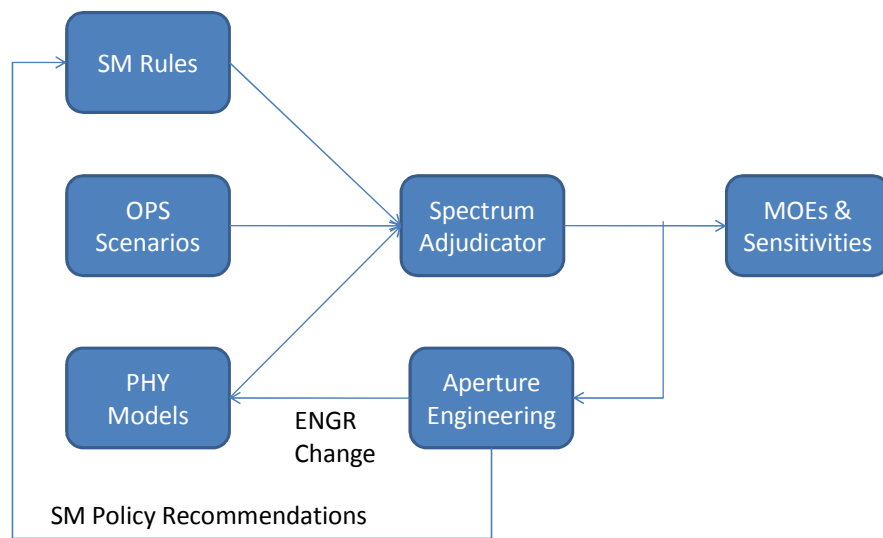 SM Rules
OPS
Scenarios
Spectrum
Adjudicator
MOEs &
Sensitivities
PHY
Models
Aperture
Engineering
ENGR
Change
SM Policy Recommendations